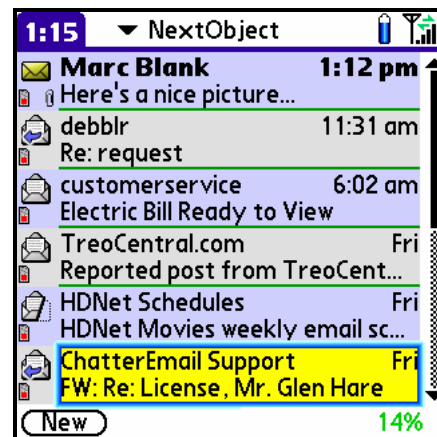 1:15 NextObject
Marc Blank 1:12 pm
Here's a nice picture...
debblr 11:31 am
Re: request
customerservice 6:02 am
Electric Bill Ready to View
TreoCentral.com Fri
Reported post from TreoCent...
HDNet Schedules Fri
HDNet Movies weekly email sc...
ChatterEmail Support Fri
FW: Re: License, Mr. Glen Hare
New 14%